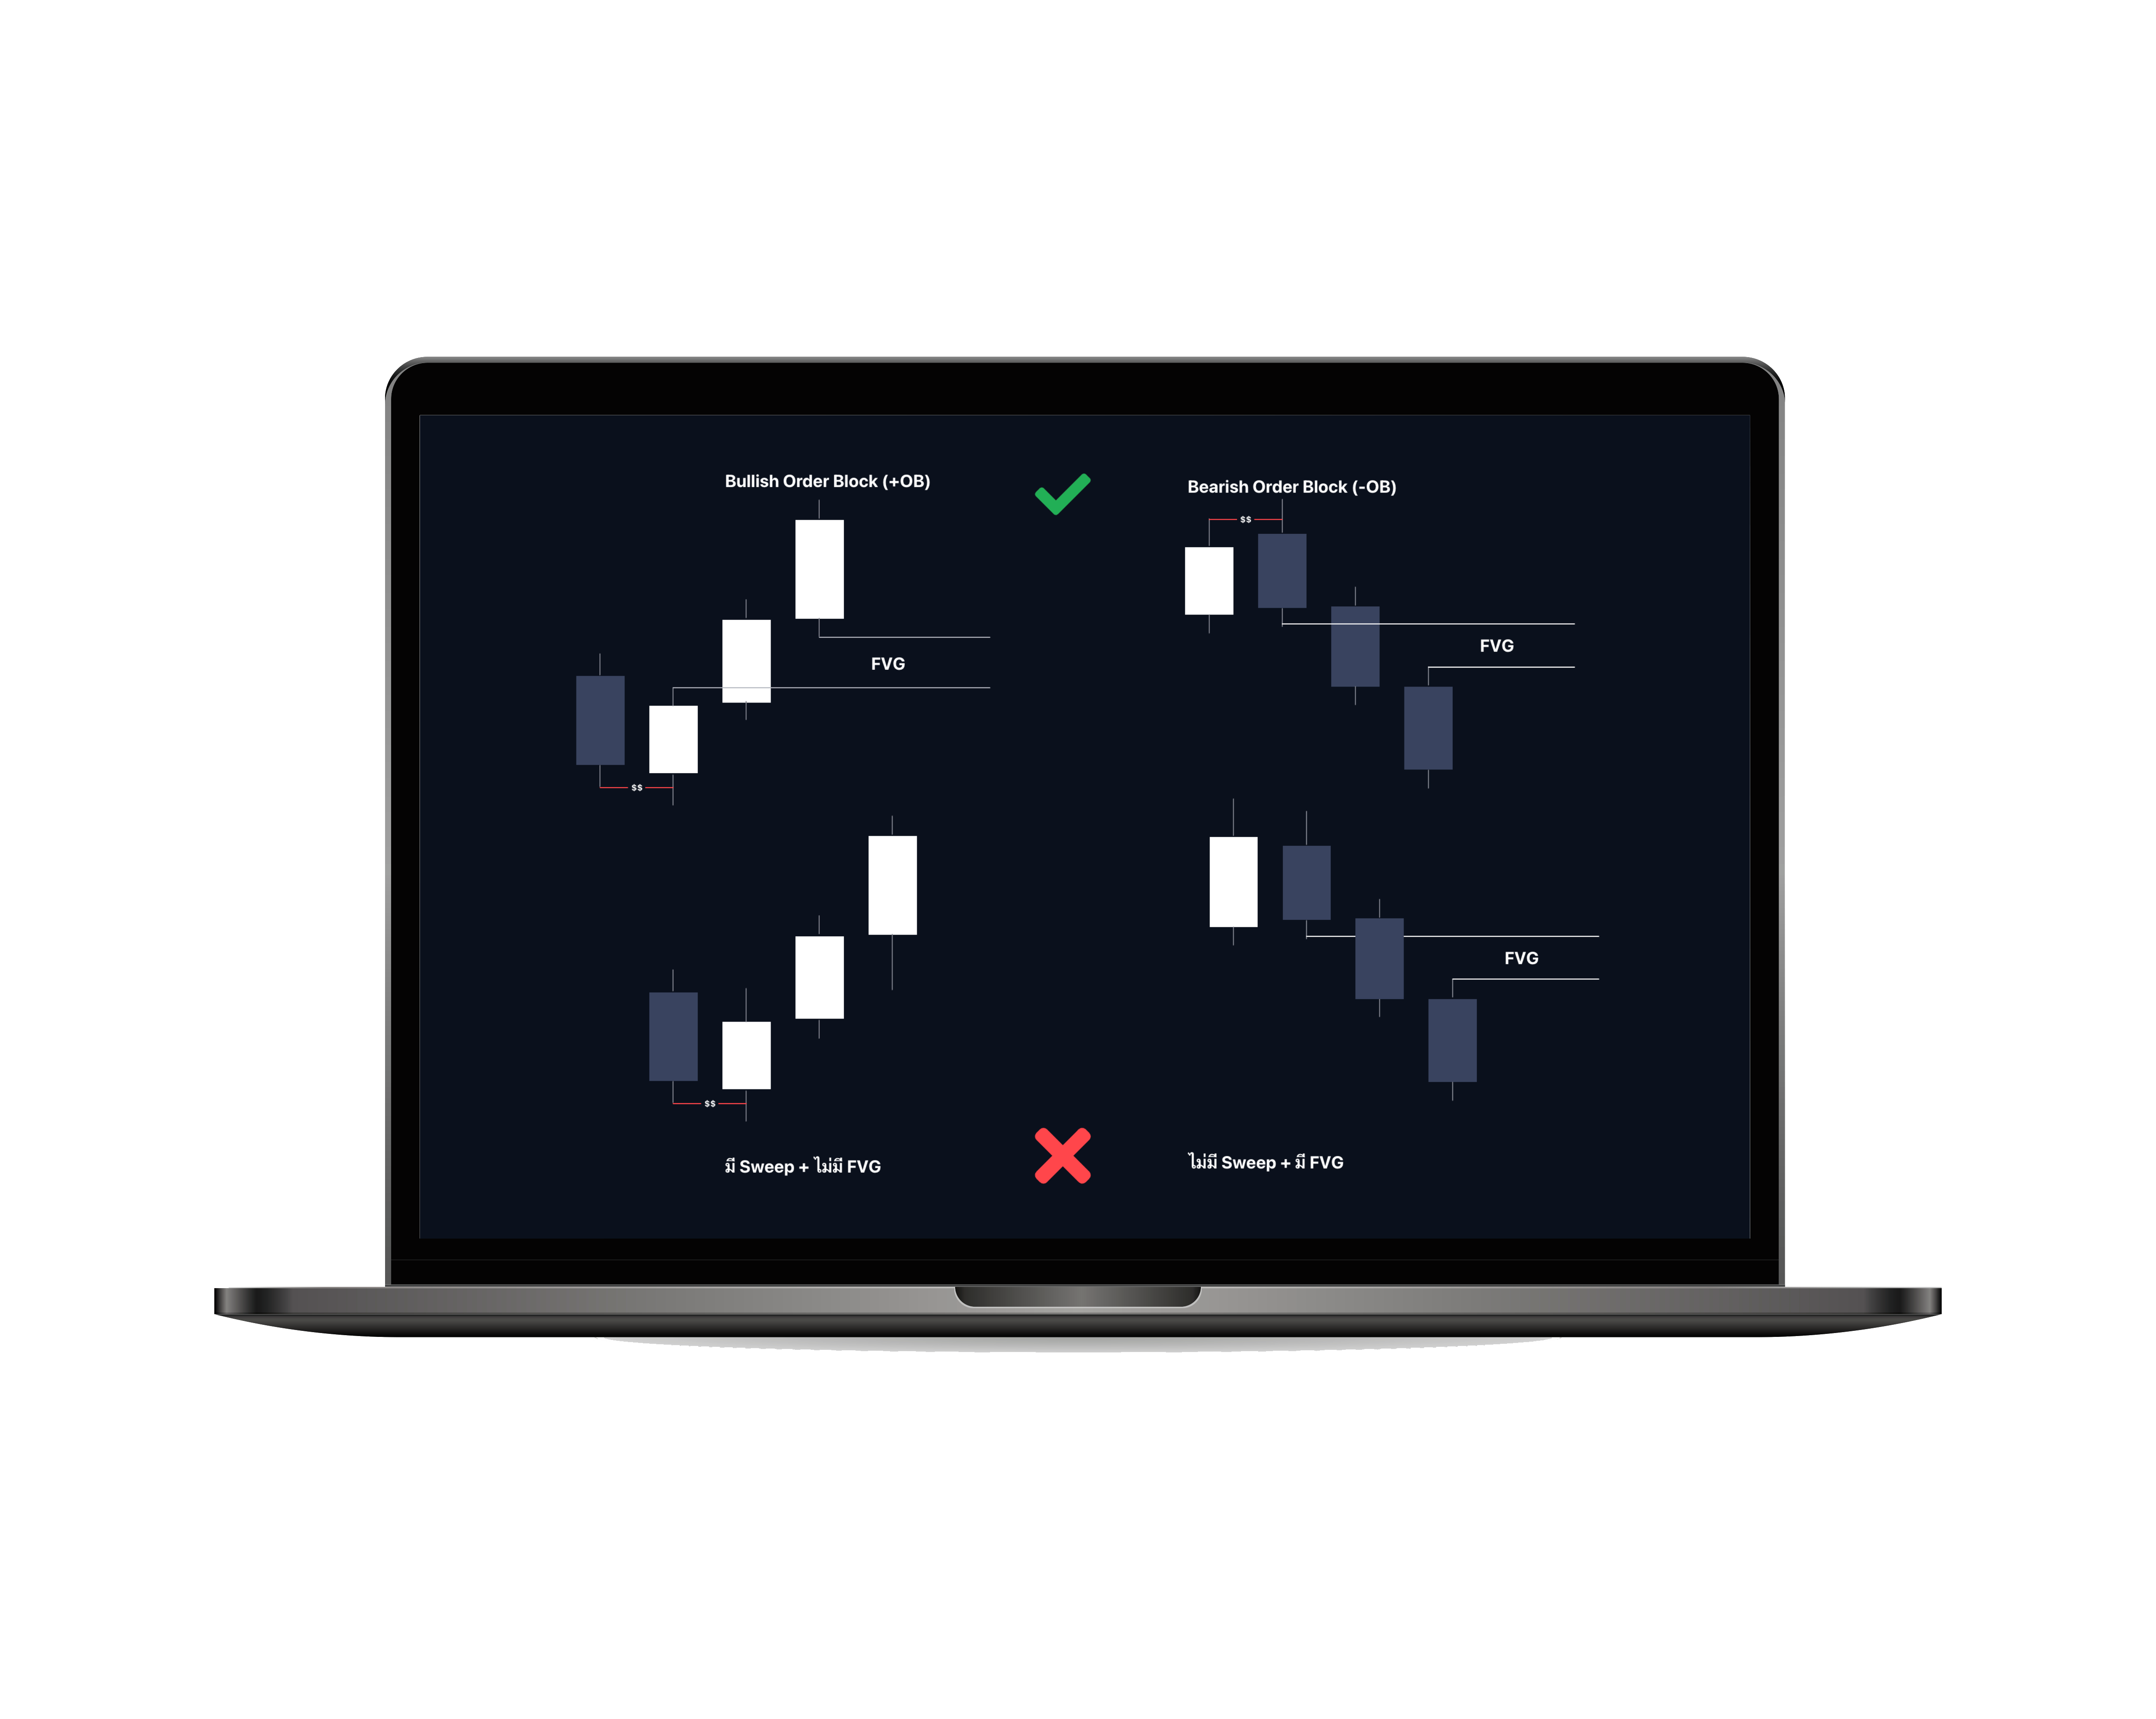 Bullish Order Block (+OB)
Bearish Order Block (-OB)
$$
FVG
FVG
$$
FVG
$$
มี Sweep + ไม่มี FVG
ไม่มี Sweep + มี FVG